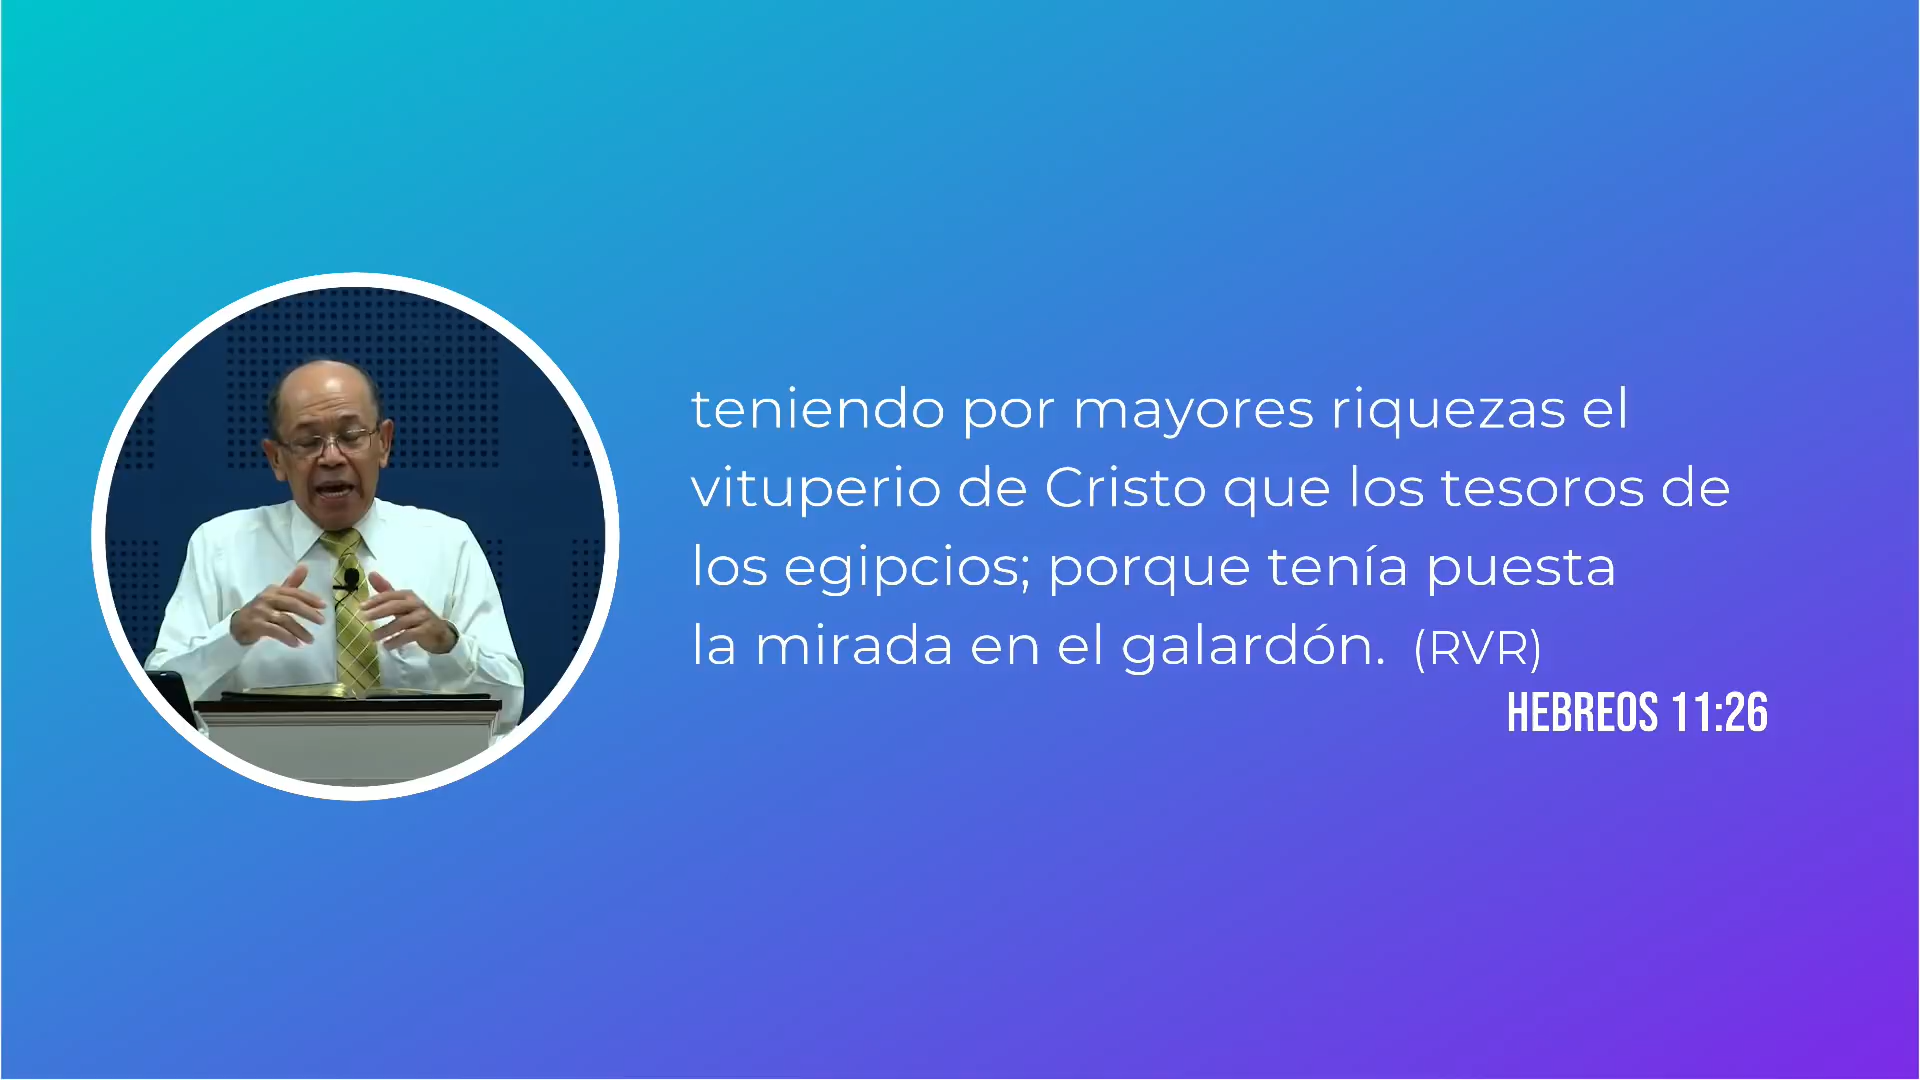 teniendo por mayores riquezas el
vituperio de Cristo que los tesoros de
los egipcios; porque tenía puesta
la mirada en el galardón. (RVR)
HEBREOS 11:26